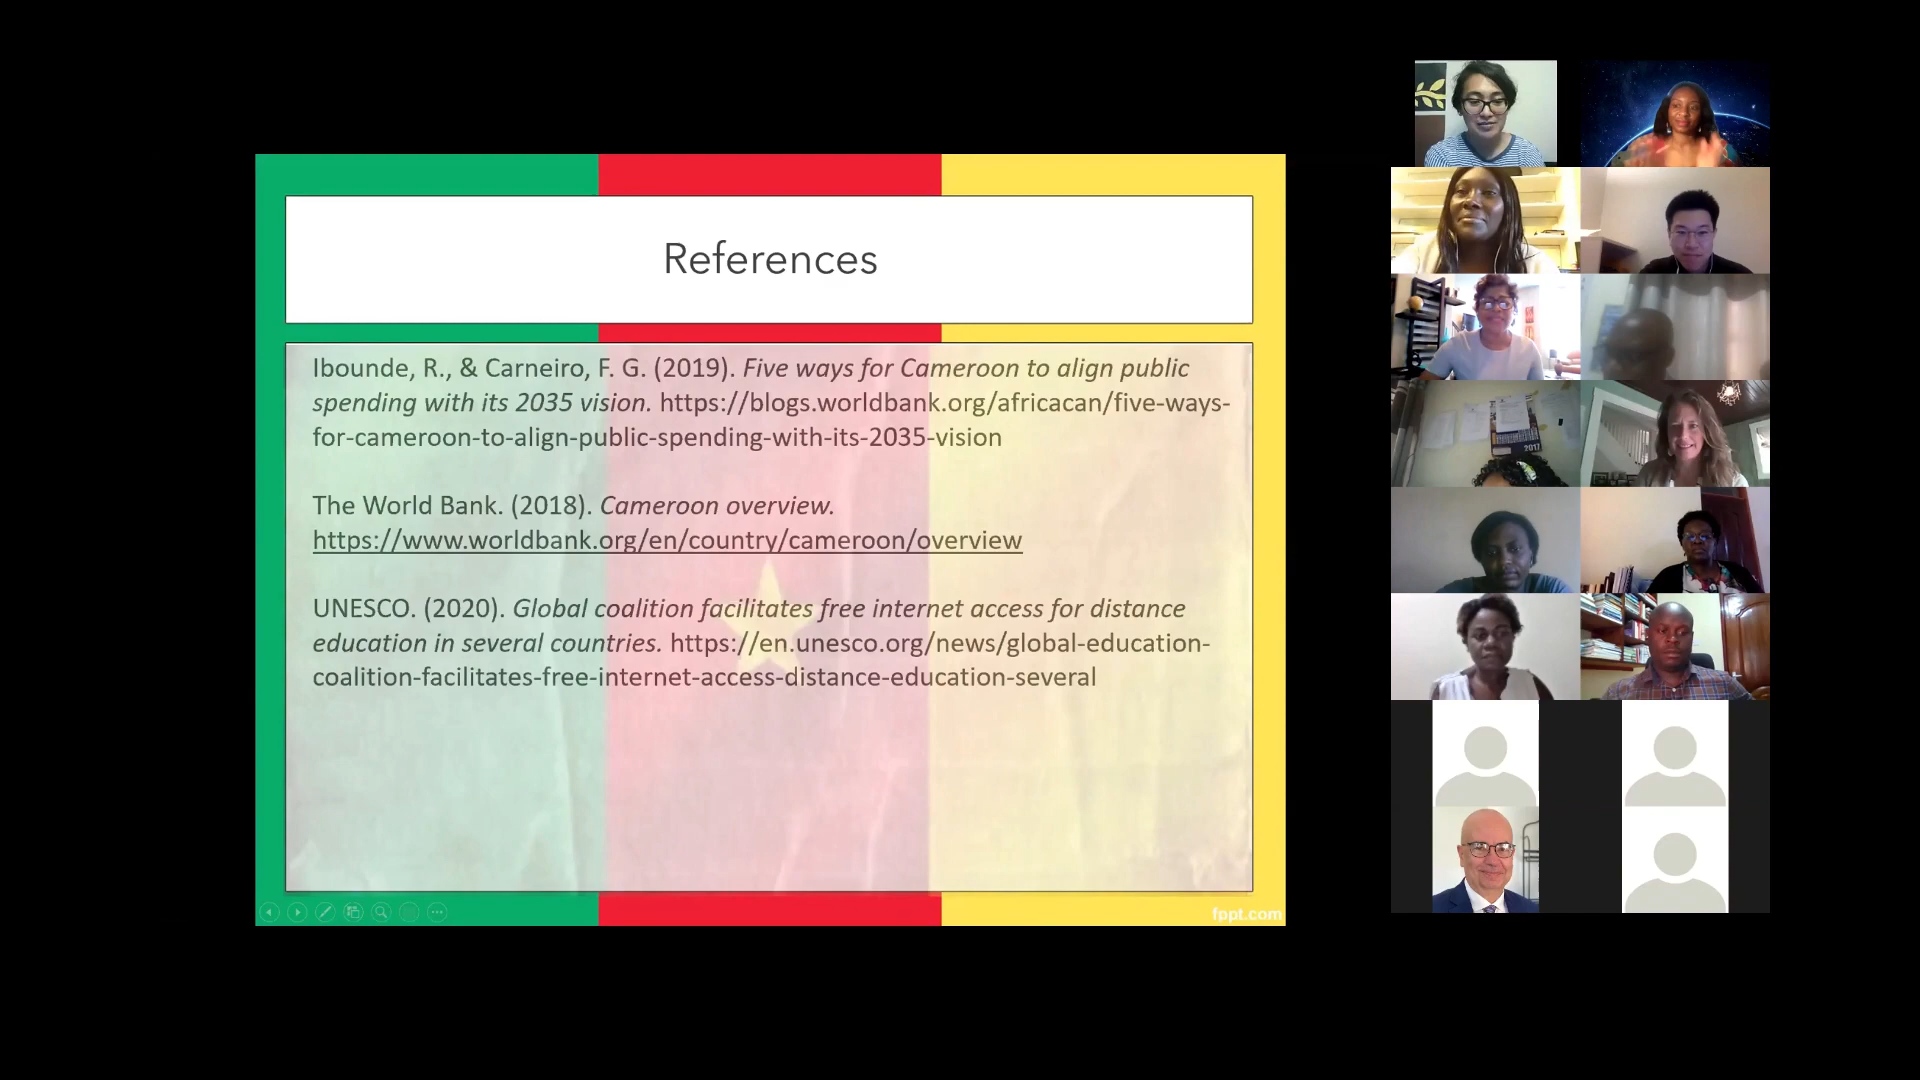 References
Ibounde, R., & Carneiro, F. G. (2019). Five ways for Cameroon to align public
spending with its 2035 vision. https://blogs.worldbank.org/africacan/five-ways-
for-cameroon-to-align-public-spending-with-its-2035-vision
The World Bank. (2018). Cameroon overview.
https://www.worldbank.org/en/country/cameroon/overview
UNESCO. (2020). Global coalition facilitates free internet access for distance
education in several countries. https://en.unesco.org/news/global-education-
coalition-facilitates-free-internet-access-distance-education-several
fppt.com
2017